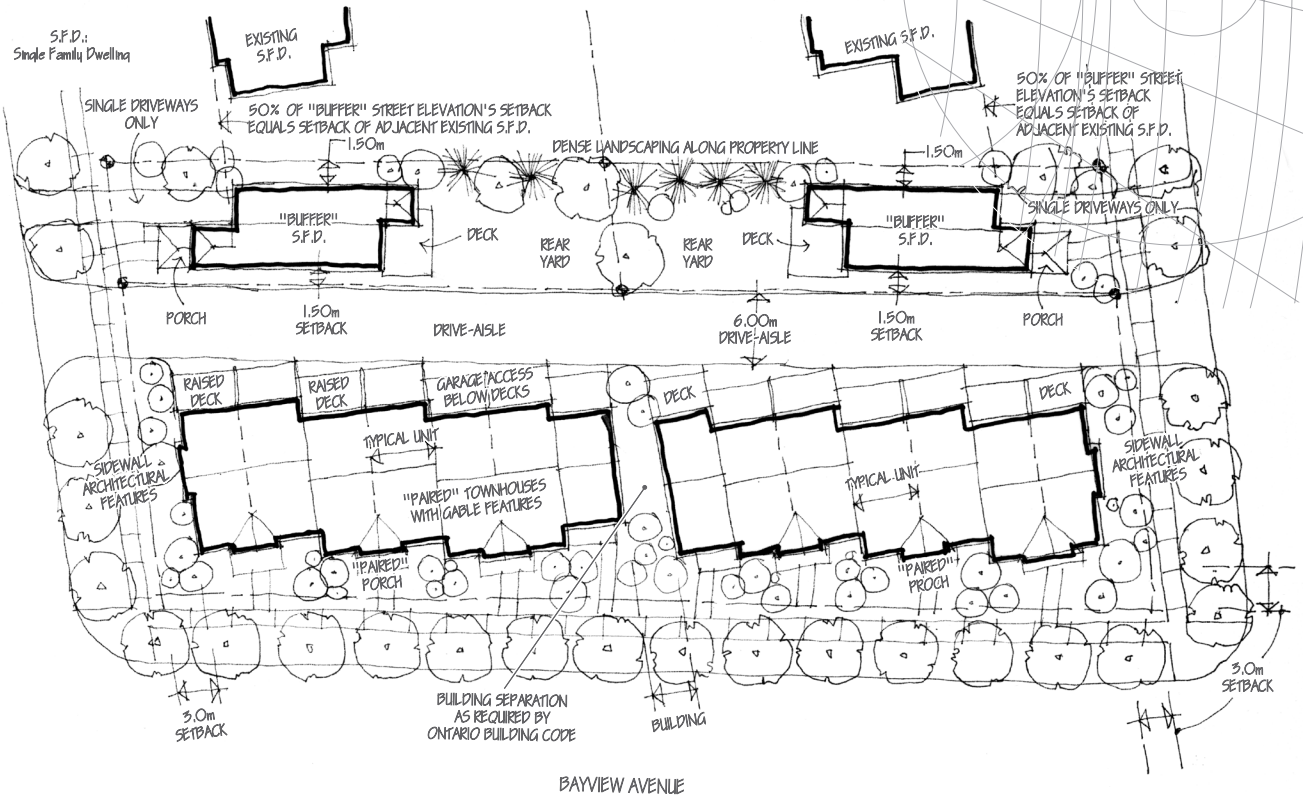 S.F.D.:
Single Family Dwelling
EXISTING
S.F.D.
EXISTING S.F.D.
SINGLE DRIVEWAYS
ONLY
50% OF "BUFFER" STREET ELEVATION'S SETBACK
EQUALS SETBACK OF ADJACENT EXISTING S.F.D.
50% OF "BUFFER" STREET
ELEVATION'S SETBACK
EQUALS SETBACK OF
ADJACENT EXISTING S.F.D.
1.50m
DENSE LANDSCAPING ALONG PROPERTY LINE
1.50m
"BUFFER"
S.F.D.
DECK
REAR
YARD
REAR
YARD
DECK
"BUFFER"
S.F.D.
SINGLE DRIVEWAYS ONLY
PORCH
1.50m
SETBACK
DRIVE-AISLE
6.00m
DRIVE-AISLE
1.50m
SETBACK
PORCH
RAISED
DECK
RAISED
DECK
GARAGE ACCESS
BELOW DECKS
DECK
DECK
TYPICAL UNIT
SIDEWALL
ARCHITECTURAL
FEATURES
"PAIRED" TOWNHOUSES
WITH GABLE FEATURES
TYPICAL UNIT
SIDEWALL
ARCHITECTURAL
FEATURES
"PAIRED"
PORCH
"PAIRED"
PROCH
3.0m
SETBACK
BUILDING SEPARATION
AS REQUIRED BY
ONTARIO BUILDING CODE
BUILDING
3.0m
SETBACK
BAYVIEW AVENUE